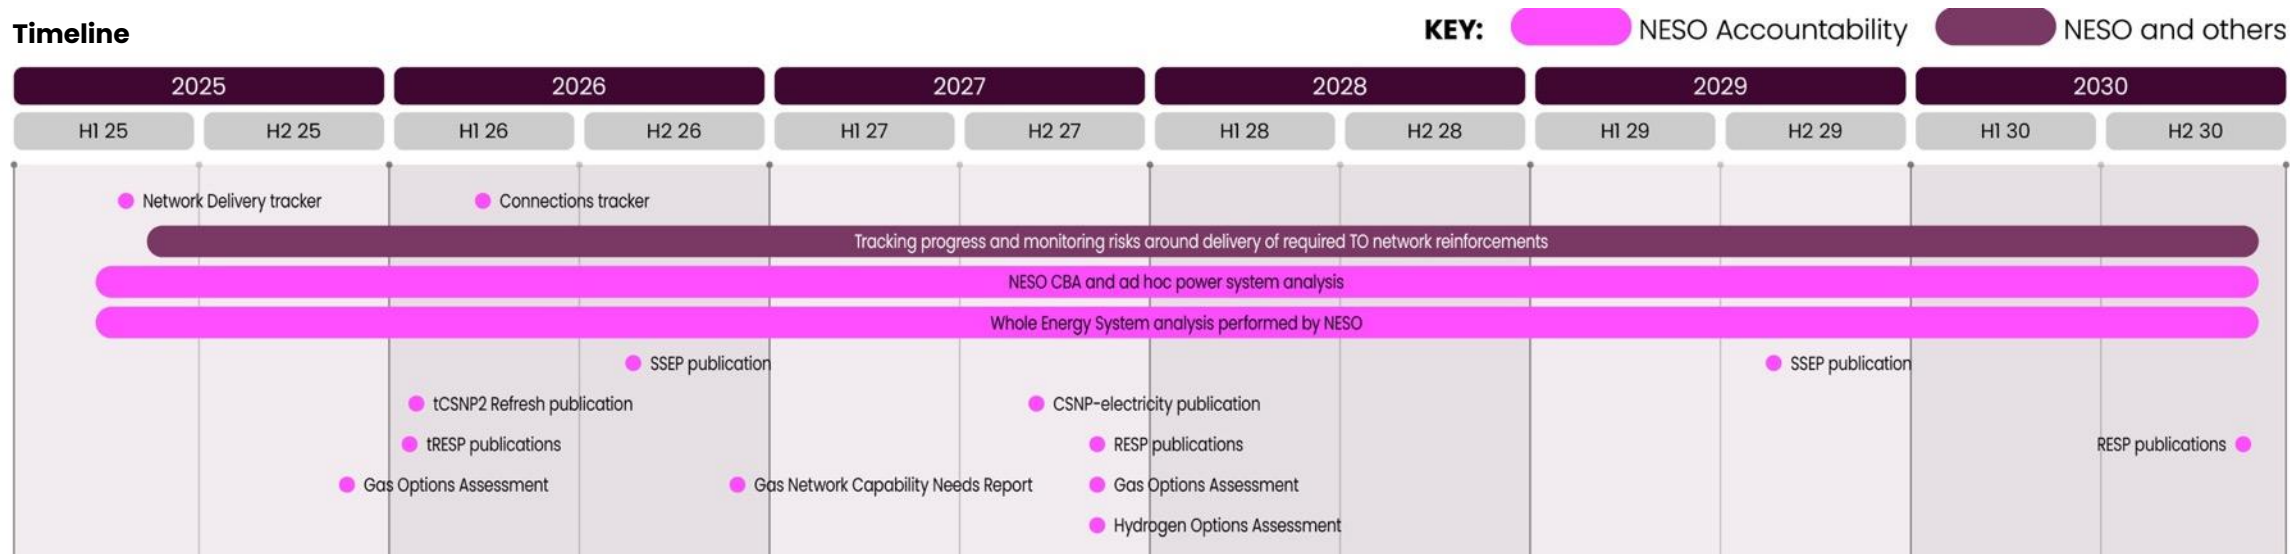 Timeline
KEY: NESO Accountability NESO and others
2025 2026 2027 2028 2029 2030
H1 25 H2 25 H1 26 H2 26 H1 27 H2 27 H1 28 H2 28 H1 29 H2 29 H1 30 H2 30
Network Delivery tracker Connections tracker
Tracking progress and monitoring risks around delivery of required TO network reinforcements
NESO CBA and ad hoc power system analysis
Whole Energy System analysis performed by NESO
SSEP publication SSEP publication
tCSNP2 Refresh publication CSNP-electricity publication
tRESP publications RESP publications RESP publications
Gas Options Assessment Gas Network Capability Needs Report Gas Options Assessment
Hydrogen Options Assessment